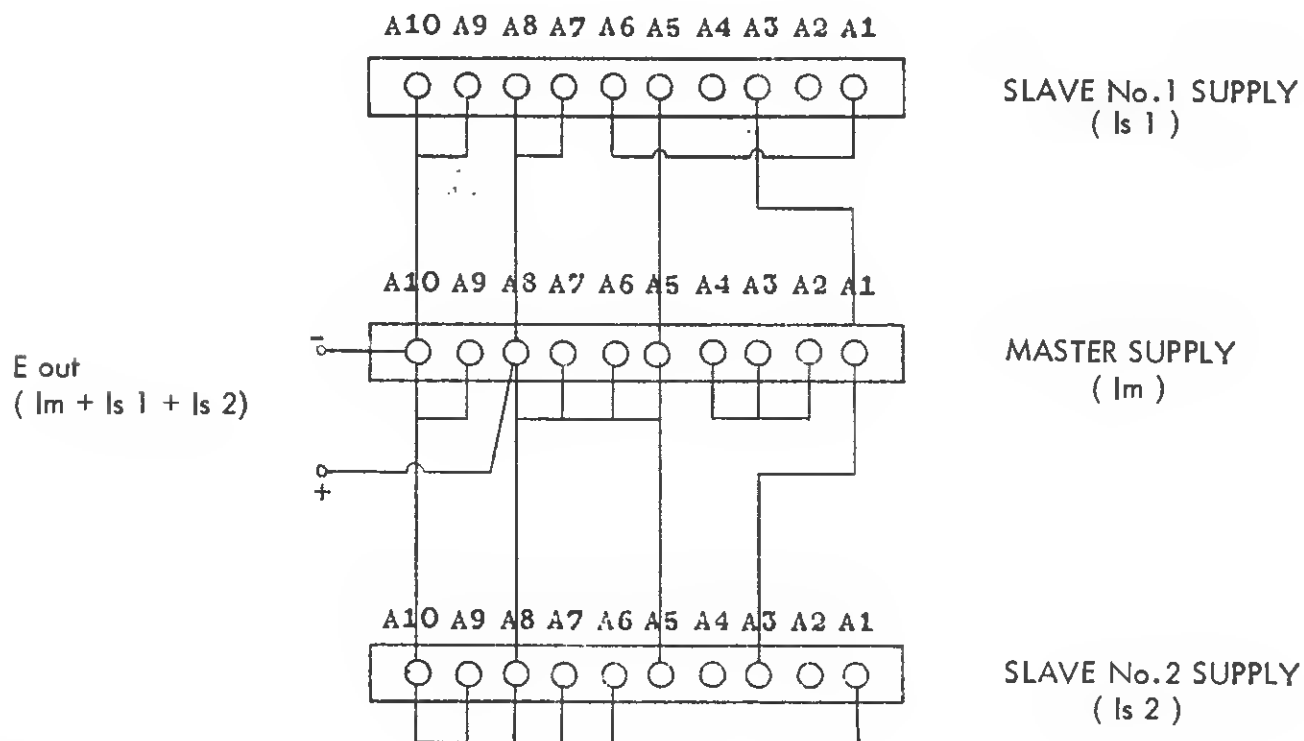 A10 A9 A8 A7 A6 A5 A4 A3 A2 A1
SLAVE No.1 SUPPLY
( Is 1 )
A10 A9 A8 A7 A6 A5 A4 A3 A2 A1
-
E out
( Im + Is 1 + Is 2)
MASTER SUPPLY
( Im )
+
A10 A9 A8 A7 A6 A5 A4 A3 A2 A1
SLAVE No.2 SUPPLY
( Is 2 )